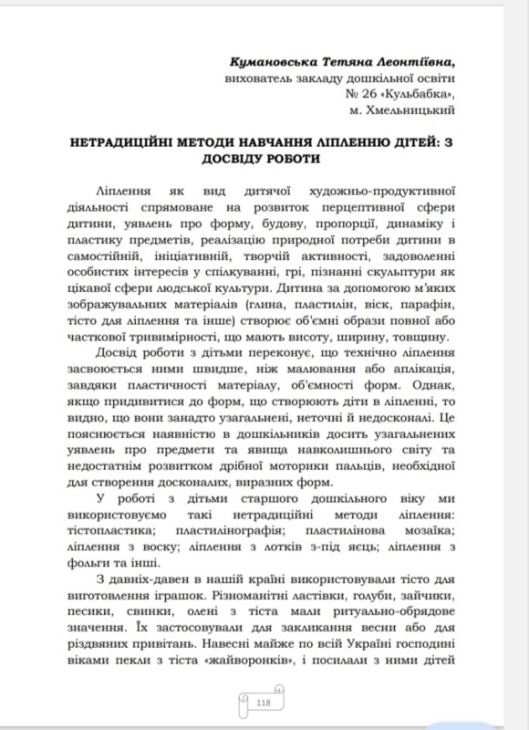 Кумановська Тетяна Леонтіївна,
вихователь закладу дошкільної освіти
№ 26 «Кульбабка»,
м. Хмельницький
НЕТРАДИЦІЙНІ МЕТОДИ НАВЧАННЯ ЛІПЛЕННЮ ДІТЕЙ: З
ДОСВІДУ РОБОТИ
Ліплення як вид дитячої художньо-продуктивної
діяльності спрямоване на розвиток перцептивної сфери
дитини, уявлень про форму, будову, пропорції, динаміку і
пластику предметів, реалізацію природної потреби дитини в
самостійній, ініціативній, творчій активності, задоволенні
особистих інтересів у спілкуванні, грі, пізнанні скульптури як
цікавої сфери людської культури. Дитина за допомогою м’яких
зображувальних матеріалів (глина, пластилін, віск, парафін,
тісто для ліплення та інше) створює об’ємні образи повної або
часткової тривимірності, що мають висоту, ширину, товщину.
Досвід роботи з дітьми переконує, що технічно ліплення
засвоюється ними швидше, ніж малювання або аплікація,
завдяки пластичності матеріалу, об’ємності форм. Однак,
якщо придивитися до форм, що створюють діти в ліпленні, то
видно, що вони занадто узагальнені, неточні й недосконалі. Це
пояснюється наявністю в дошкільників досить узагальнених
уявлень про предмети та явища навколишнього світу та
недостатнім розвитком дрібної моторики пальців, необхідної
для створення досконалих, виразних форм.
У роботі з дітьми старшого дошкільного віку ми
використовуємо такі нетрадиційні методи ліплення:
тістопластика; пластилінографія; пластилінова мозаїка;
ліплення з воску; ліплення з лотків з-під яєць; ліплення з
фольги та інші.
З давніх-давен в нашій країні використовували тісто для
виготовлення іграшок. Різноманітні ластівки, голуби, зайчики,
песики, свинки, олені з тіста мали ритуально-обрядове
значення. Їх застосовували для закликання весни або для
різдвяних привітань. Навесні майже по всій Україні господині
віками пекли з тіста «жайворонків», і посилали з ними дітей
118